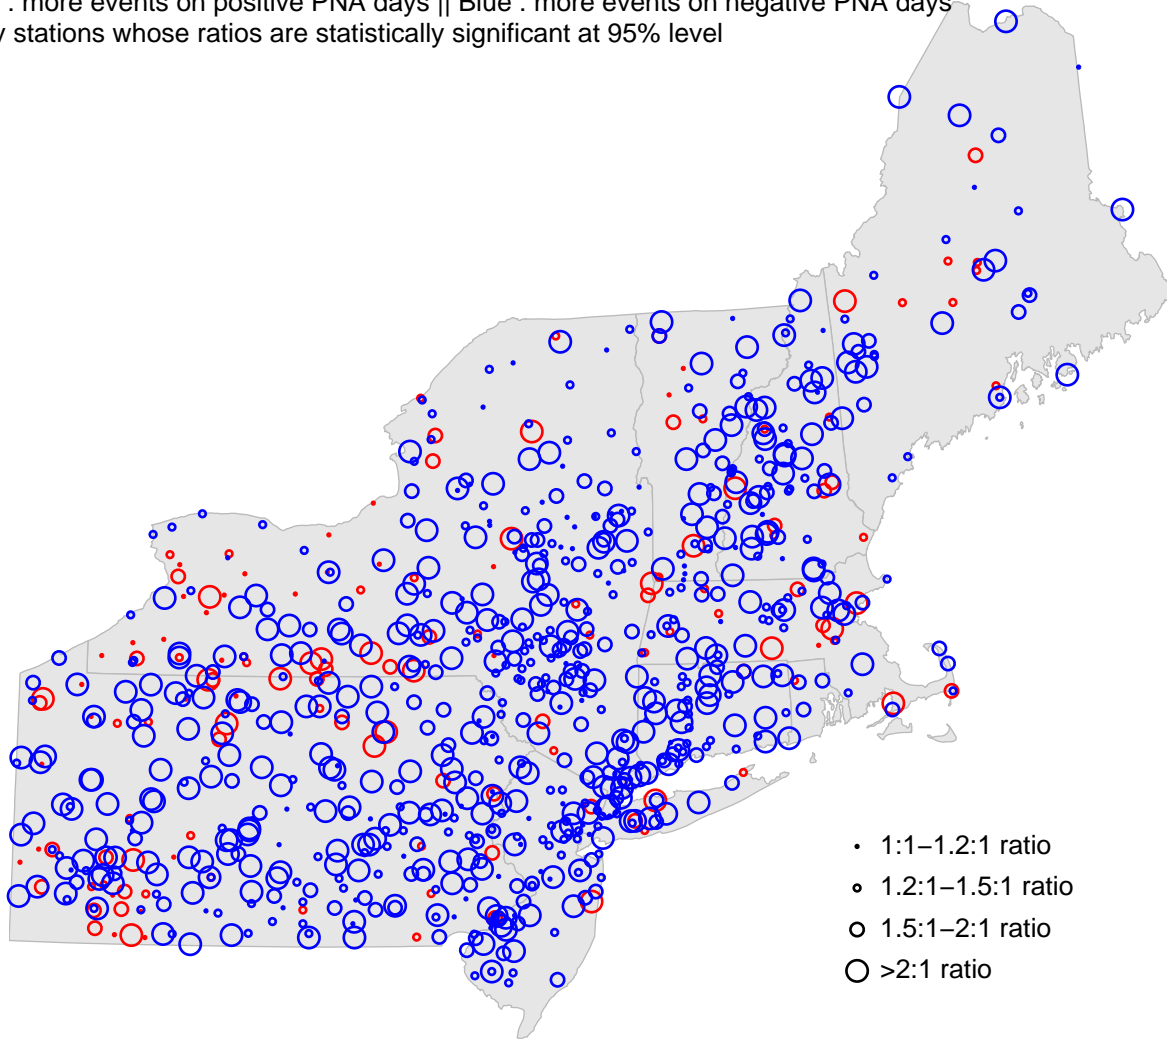 : more events on positive PNA days || Blue : more events on negative PNA days
stations whose ratios are statistically significant at 95% level
1:1–1.2:1 ratio
1.2:1–1.5:1 ratio
1.5:1–2:1 ratio
>2:1 ratio